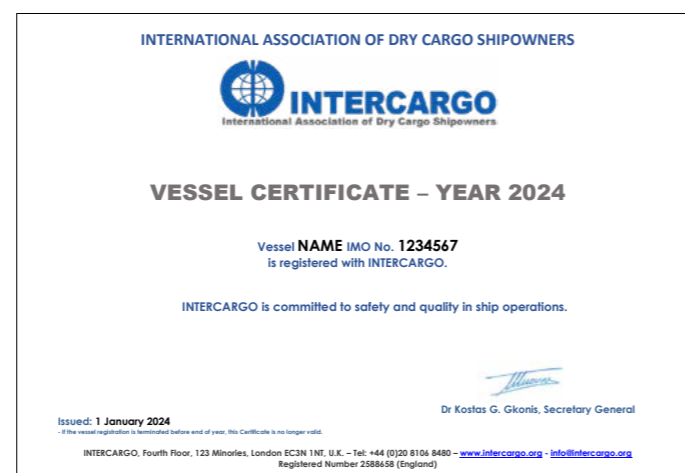 INTERNATIONAL ASSOCIATION OF DRY CARGO SHIPOWNERS
INTERCARGO
International Association of Dry Cargo Shipowners
VESSEL CERTIFICATE – YEAR 2024
Vessel NAME IMO No. 1234567
is registered with INTERCARGO.
INTERCARGO is committed to safety and quality in ship operations.
Dr Kostas G. Gkonis, Secretary General
Issued: 1 January 2024
- If the vessel registration is terminated before end of year, this Certificate is no longer valid.
INTERCARGO, Fourth Floor, 123 Minories, London EC3N 1NT, U.K. – Tel: +44 (0)20 8106 8480 – www.intercargo.org - info@intercargo.org
Registered Number 2588658 (England)